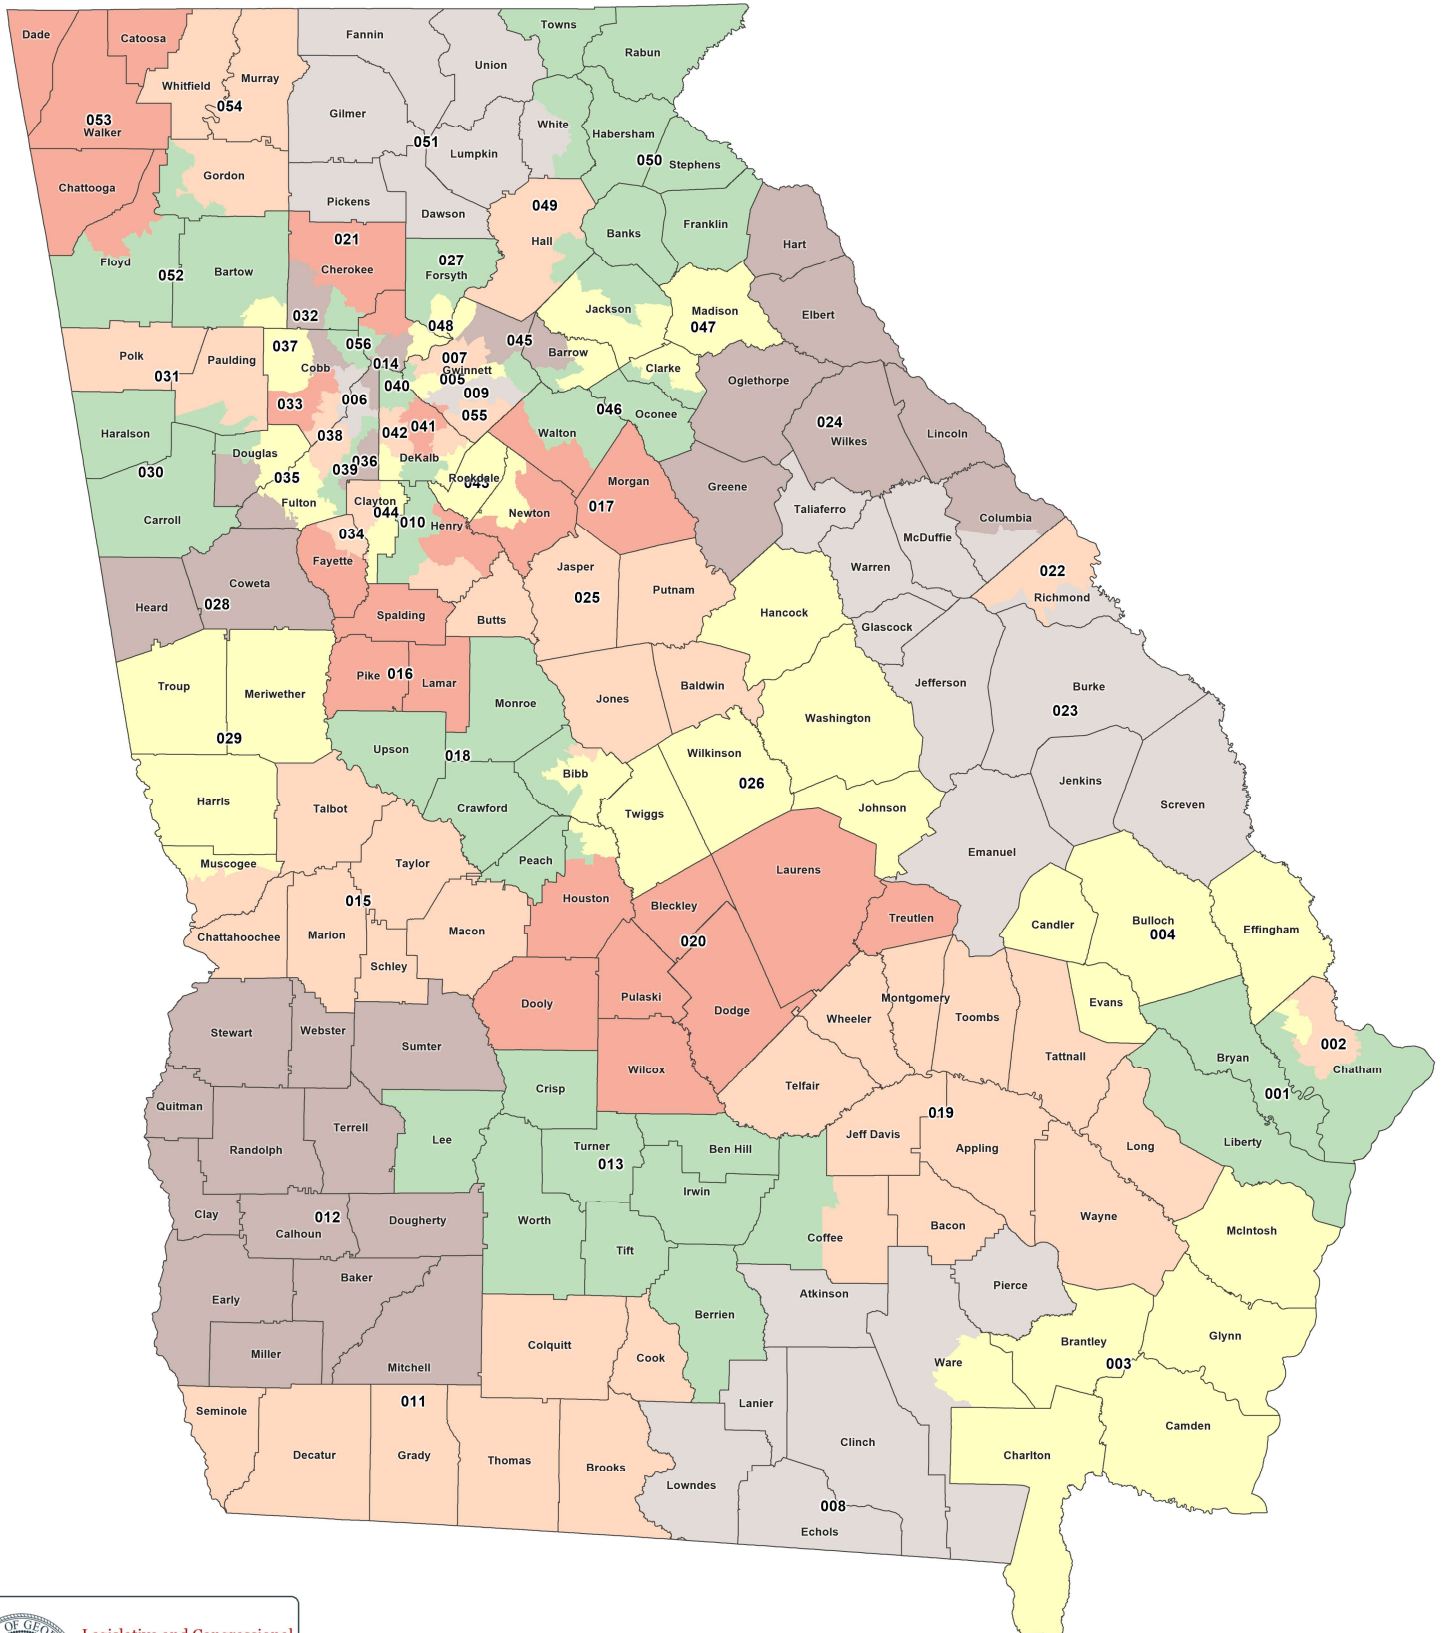 Dade
Catoosa
Fannin
Towns
Rabun
Union
Whitfield
Murray
054
053
Walker
Gilmer
051
White
Habersham
050
Stephens
Lumpkin
Chattooga
Gordon
Pickens
Dawson
049
Hall
Banks
Franklin
Hart
021
Cherokee
027
Forsyth
Floyd
052
Bartow
Jackson
Madison
047
Elbert
032
048
045
037
056
Cobb
014
007
Gwinnett
005
Barrow
Clarke
Polk
031
Paulding
040
009
006
033
055
046
Oconee
Oglethorpe
024
Wilkes
Lincoln
Haralson
030
Carroll
Douglas
035
038
042
041
Walton
036
039
DeKalb
Rockdale
043
Fulton
Clayton
044
010
Henry
Newton
Morgan
017
Greene
Taliaferro
Columbia
034
Fayette
McDuffie
Warren
022
Richmond
Heard
Coweta
028
Jasper
025
Putnam
Spalding
Butts
Hancock
Glascock
Troup
Meriwether
029
Pike
016
Lamar
Monroe
Jones
Baldwin
Jefferson
Burke
023
Washington
Upson
018
Bibb
Wilkinson
026
Jenkins
Screven
Harris
Talbot
Crawford
Twiggs
Johnson
Muscogee
Taylor
Peach
Laurens
Emanuel
015
Houston
Bleckley
Treutlen
Candler
Bulloch
004
Effingham
Chattahoochee
Marion
Macon
020
Schley
Dooly
Pulaski
Dodge
Montgomery
Wheeler
Toombs
Evans
Stewart
Webster
Sumter
Wilcox
Tattnall
002
Chatham
Bryan
001
Quitman
Terrell
Lee
Crisp
Telfair
019
Jeff Davis
Appling
Long
Liberty
Randolph
Turner
013
Ben Hill
Irwin
Clay
Calhoun
012
Dougherty
Worth
Tift
Coffee
Bacon
Wayne
McIntosh
Early
Baker
Atkinson
Pierce
Berrien
Miller
Mitchell
Colquitt
Cook
Ware
Brantley
003
Glynn
Seminole
011
Lanier
Clinch
Charlton
Camden
Decatur
Grady
Thomas
Brooks
Lowndes
008
Echols
OF GEO
Legislative and Congressional